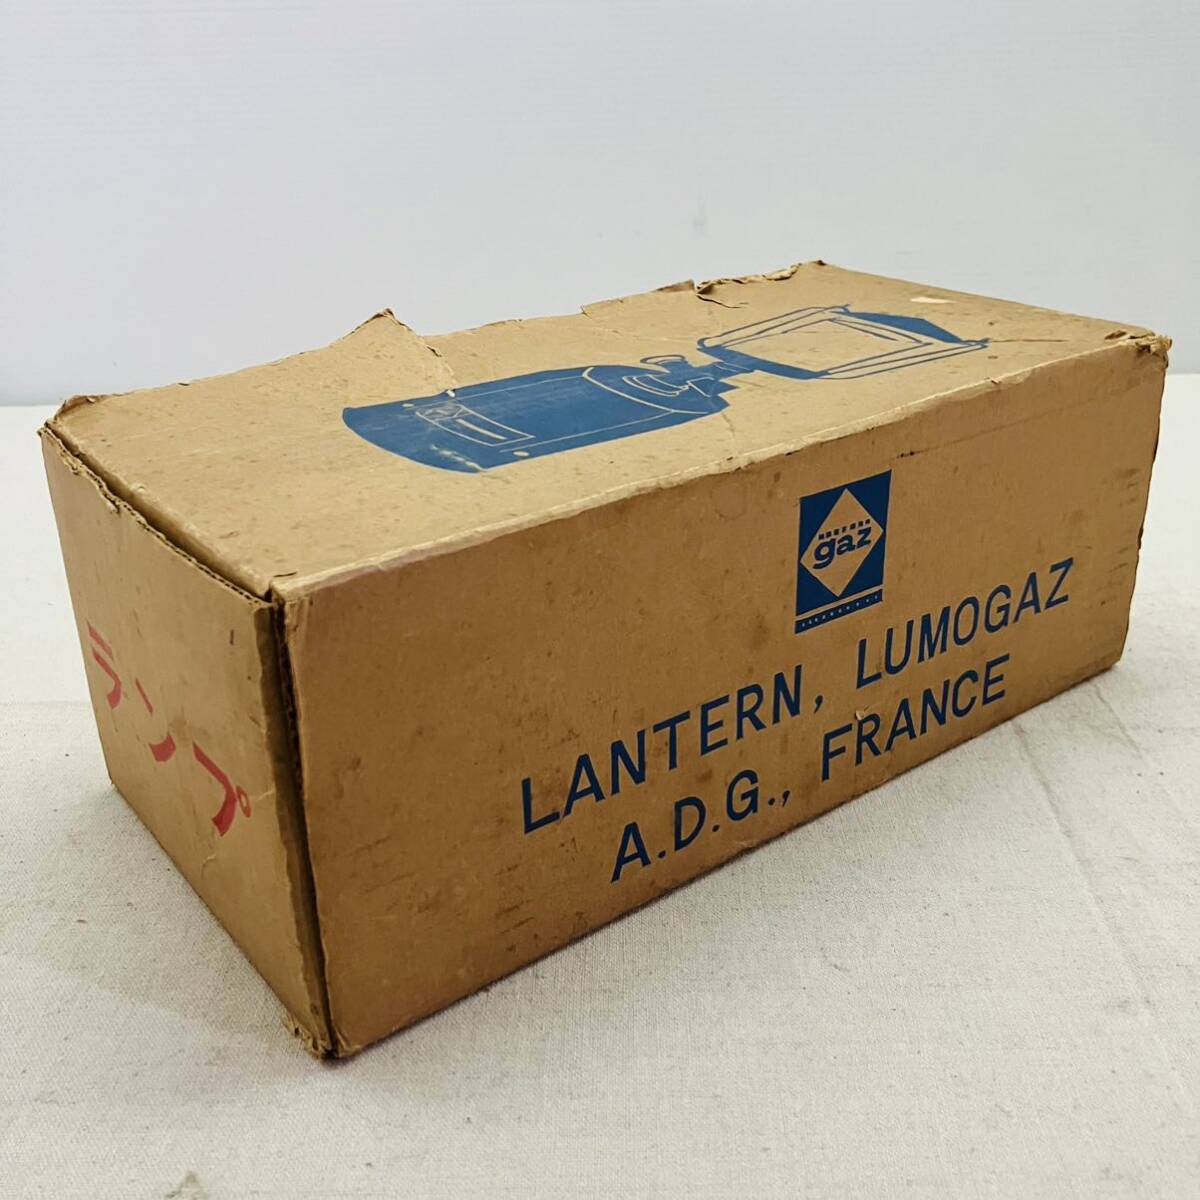 ランプ
gaz
LANTERN, LUMOGAZ
A.D.G., FRANCE